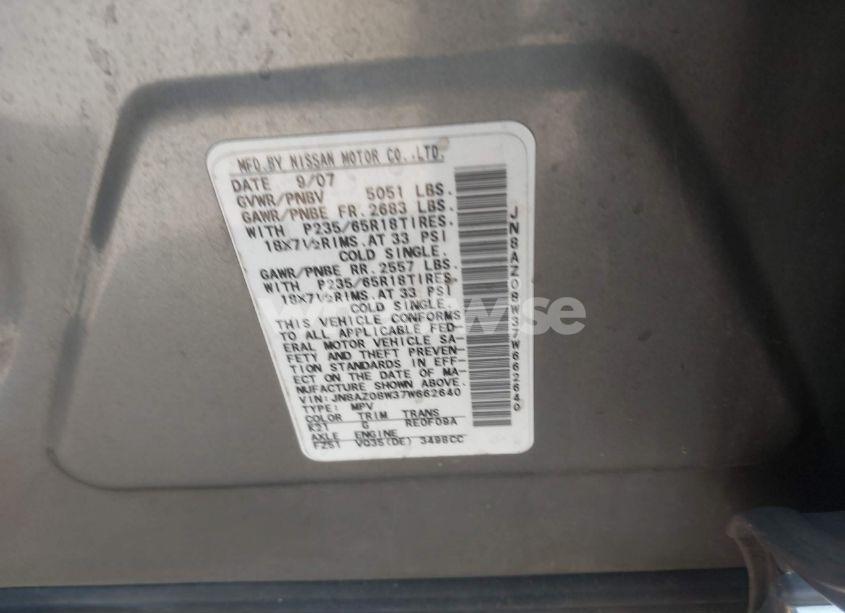 MFD.BY NISSAN MOTOR CO.,LTD.
DATE 9/07
GVWR/PNBV 5051 LBS.
GAWR/PNBE FR.2683 LBS.
WITH P235/65R18TIRES.
18X7½RIMS.AT 33 PSI
COLD SINGLE.
GAWR/PNBE RR.2557 LBS.
WITH P235/65R18TIRES.
18X7½RIMS.AT 33 PSI
COLD SINGLE.
THIS VEHICLE CONFORMS
TO ALL APPLICABLE FED-
ERAL MOTOR VEHICLE SA-
FETY AND THEFT PREVEN-
TION STANDARDS IN EFF-
ECT ON THE DATE OF MA-
NUFACTURE SHOWN ABOVE.
VIN:JN8AZ08W37W662640
TYPE: MPV
COLOR TRIM TRANS
K21 G RE0F09A
AXLE ENGINE
FZ51 VQ35(DE) 3498CC
JN8AZ08W37W662640